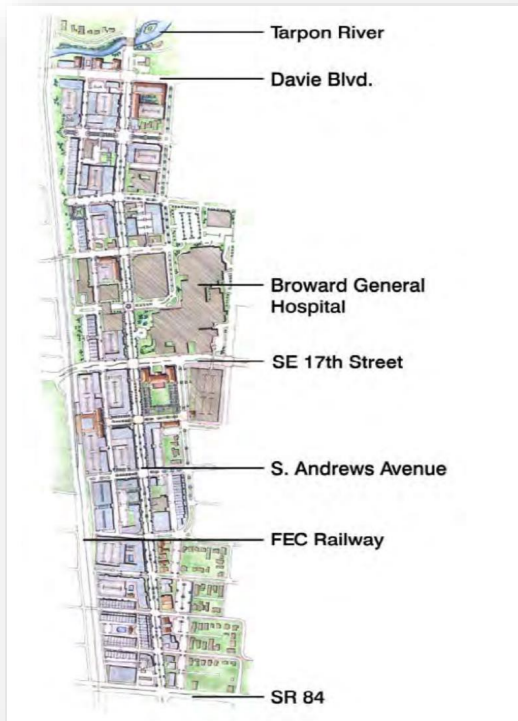 Tarpon River
Davie Blvd.
Broward General
Hospital
SE 17th Street
S. Andrews Avenue
FEC Railway
SR 84